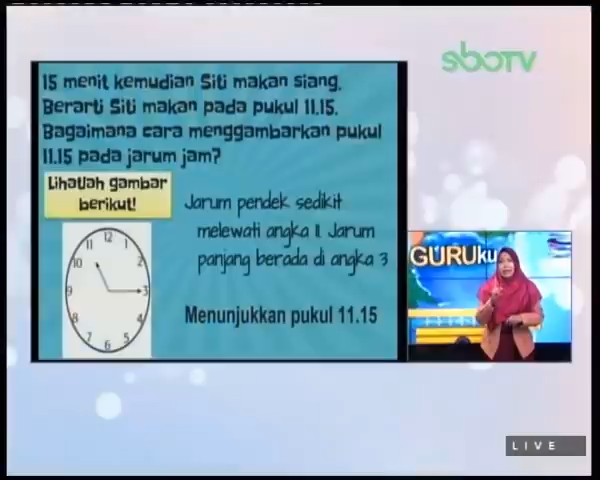 sboTV
15 menit kemudian Siti makan siang.
Berarti Siti makan pada pukul 11.15.
Bagaimana cara menggambarkan pukul
11.15 pada jarum jam?
Lihatlah gambar
berikut!
Jarum pendek sedikit
melewati angka 11. Jarum
panjang berada di angka 3
Menunjukkan pukul 11.15
12
11
1
10
2
9
3
8
4
7
5
6
GURUku
LIVE